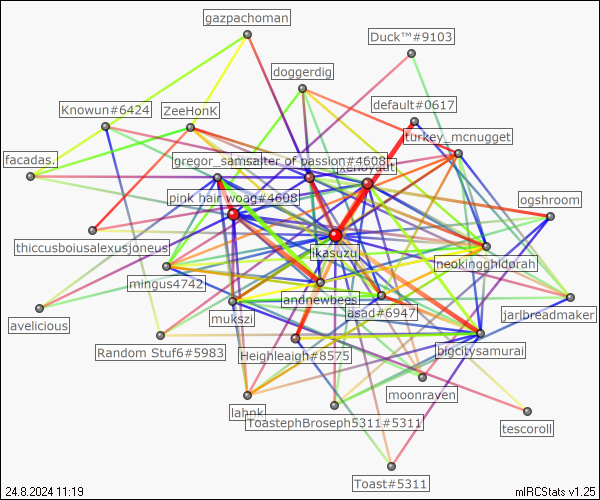 gazpachoman
Duck™#9103
doggerdig
Knowun#6424
ZeeHonK
default#0617
turkey_mcnugget
facadas.
gregor_samsalter of passion#4608
xenoyaut
pink hair woag#4608
ogshroom
thiccusboiusalexusjoneus
ikasuzu
neokingghidorah
mingus4742
andnewbees
mukszi
asad#6947
jarlbreadmaker
avelicious
Random Stuf6#5983
Heighleaigh#8575
bigcitysamurai
moonraven
lahnk
ToastephBroseph5311#5311
tescoroll
Toast#5311
24.8.2024 11:19
mIRCStats v1.25